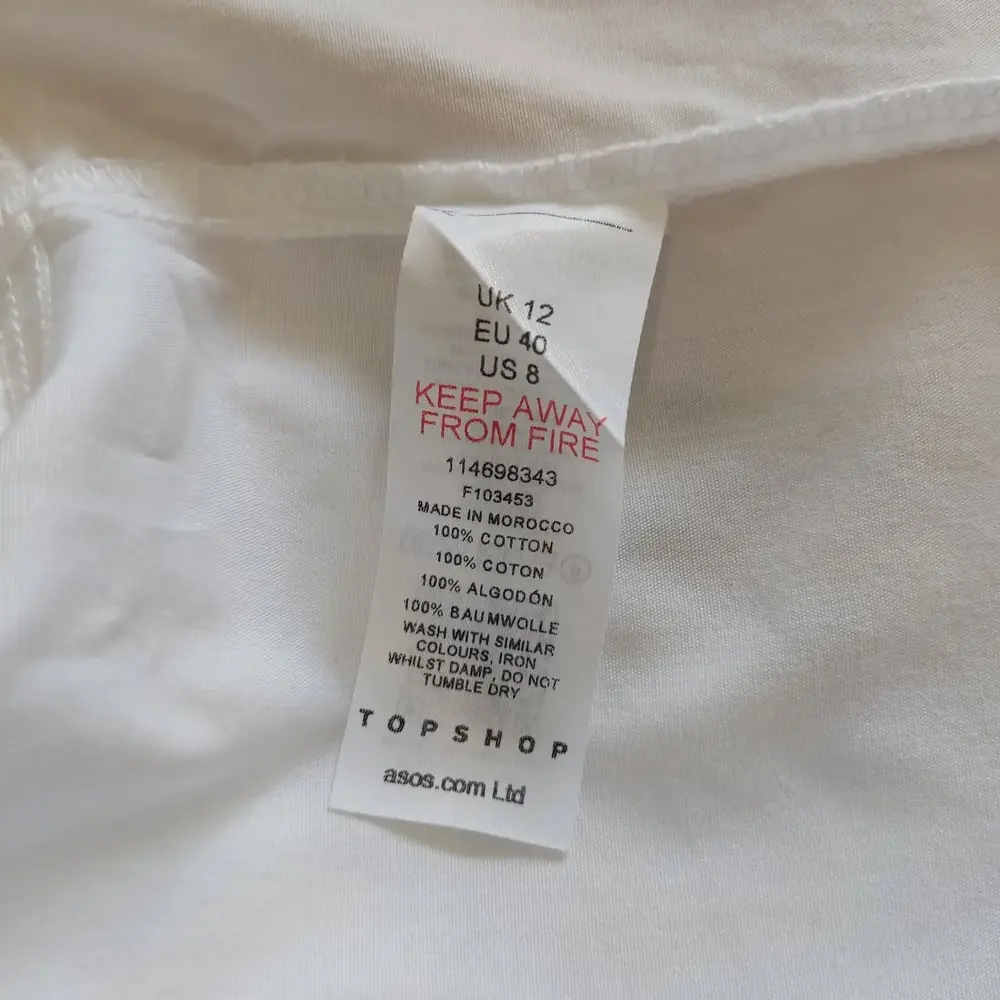 UK 12
EU 40
US 8
KEEP AWAY
FROM FIRE
114698343
F103453
MADE IN MOROCCO
100% COTTON
100% COTON
100% ALGODÓN
100% BAUMWOLLE
WASH WITH SIMILAR
COLOURS, IRON
WHILST DAMP, DO NOT
TUMBLE DRY
TOPSHOP
asos.com Ltd